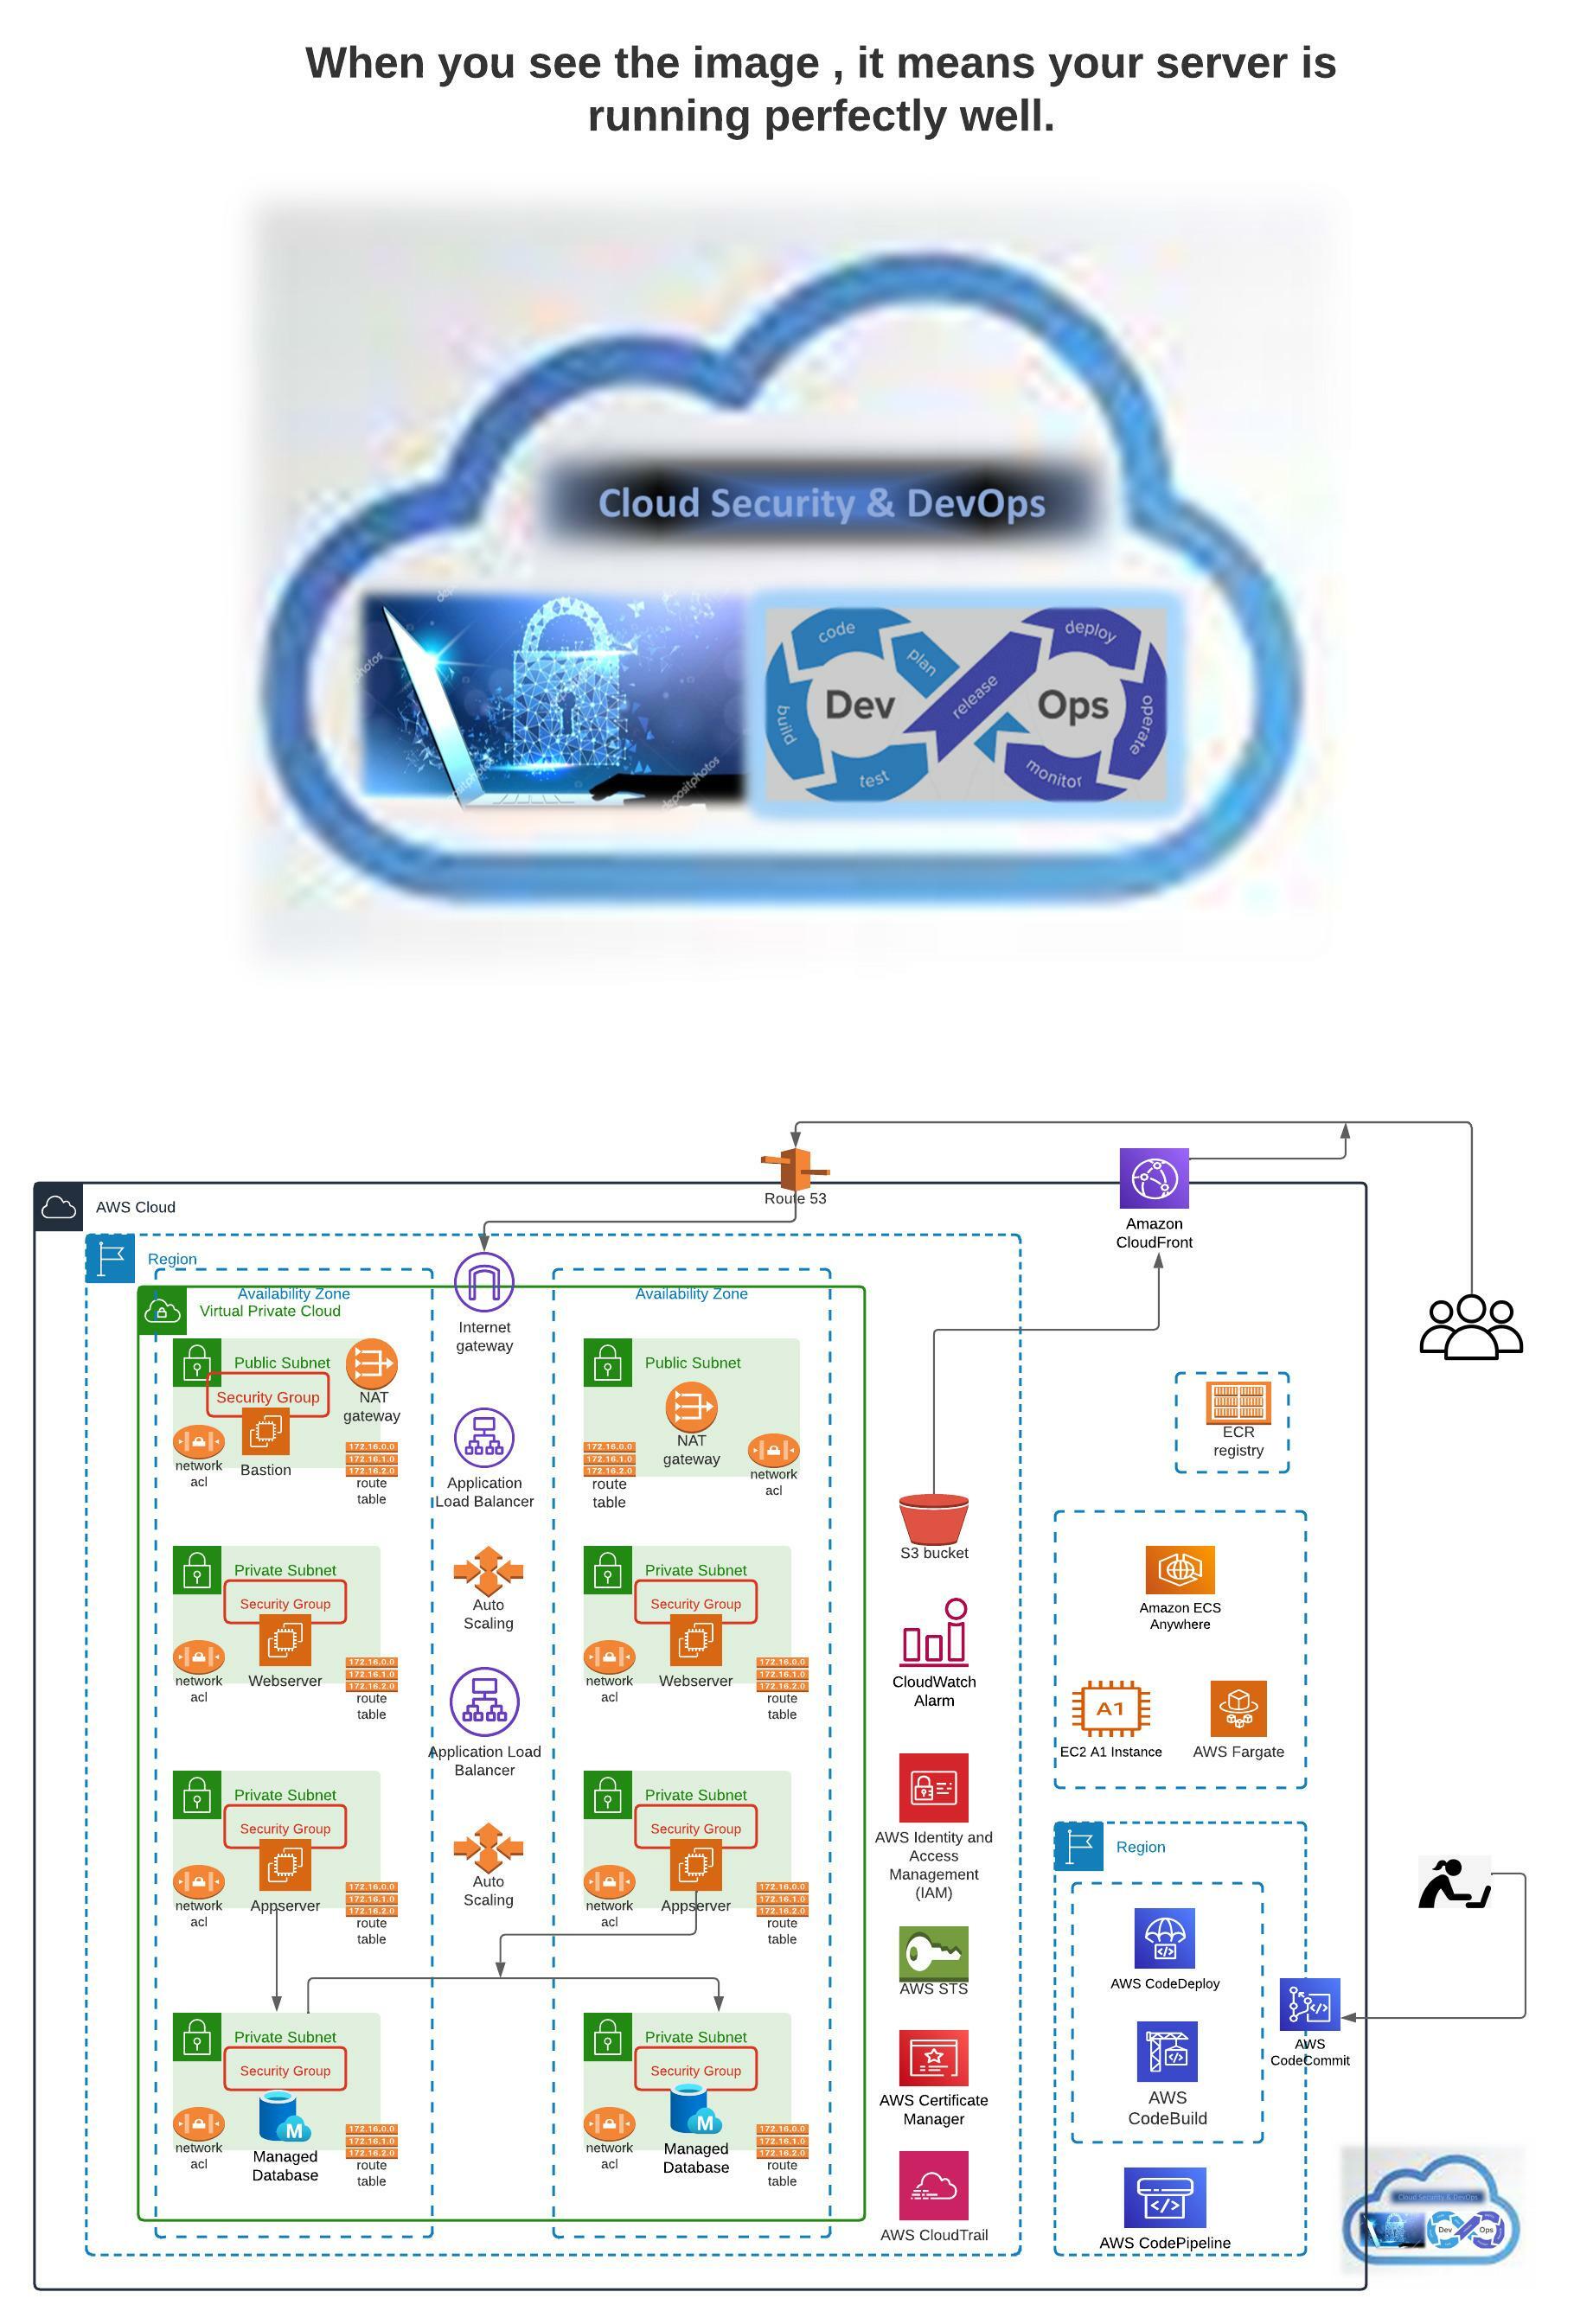 When you see the image , it means your server is
running perfectly well.
Cloud Security & DevOps
depositphotos
code
plan
build
Dev
test
release
deploy
Ops
operate
monitor
Route 53
AWS Cloud
Amazon
CloudFront
Region
Availability Zone
Virtual Private Cloud
Availability Zone
Internet
gateway
Public Subnet
Security Group
NAT
gateway
network
acl
Bastion
172.16.0.0
172.16.1.0
172.16.2.0
route
table
Application
Load Balancer
Public Subnet
NAT
gateway
172.16.0.0
172.16.1.0
172.16.2.0
route
table
network
acl
ECR
registry
S3 bucket
Private Subnet
Security Group
network
acl
Webserver
172.16.0.0
172.16.1.0
172.16.2.0
route
table
Auto
Scaling
Private Subnet
Security Group
network
acl
Webserver
172.16.0.0
172.16.1.0
172.16.2.0
route
table
CloudWatch
Alarm
Amazon ECS
Anywhere
A1
EC2 A1 Instance
AWS Fargate
Application Load
Balancer
Private Subnet
Security Group
network
acl
Appserver
172.16.0.0
172.16.1.0
172.16.2.0
route
table
Auto
Scaling
Private Subnet
Security Group
network
acl
Appserver
172.16.0.0
172.16.1.0
172.16.2.0
route
table
AWS Identity and
Access
Management
(IAM)
Region
AWS STS
AWS CodeDeploy
AWS
CodeCommit
AWS
CodeBuild
Private Subnet
Security Group
M
network
acl
Managed
Database
172.16.0.0
172.16.1.0
172.16.2.0
route
table
Private Subnet
Security Group
M
network
acl
Managed
Database
172.16.0.0
172.16.1.0
172.16.2.0
route
table
AWS Certificate
Manager
AWS CloudTrail
AWS CodePipeline
Cloud Security & DevOps
Dev
Ops